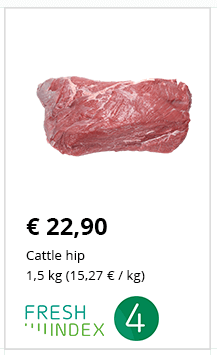 € 22,90
Cattle hip
1,5 kg (15,27 € / kg)
FRESH
INDEX
4